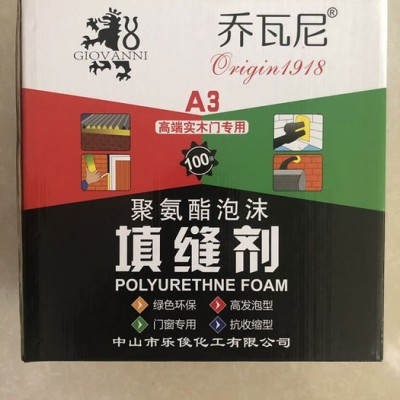 GIOVANNI
乔瓦尼®
Origin1918
A3
高端实木门专用
100
聚氨酯泡沫
填缝剂
POLYURETHNE FOAM
绿色环保 高发泡型
门窗专用 抗收缩型
中山市乐俊化工有限公司